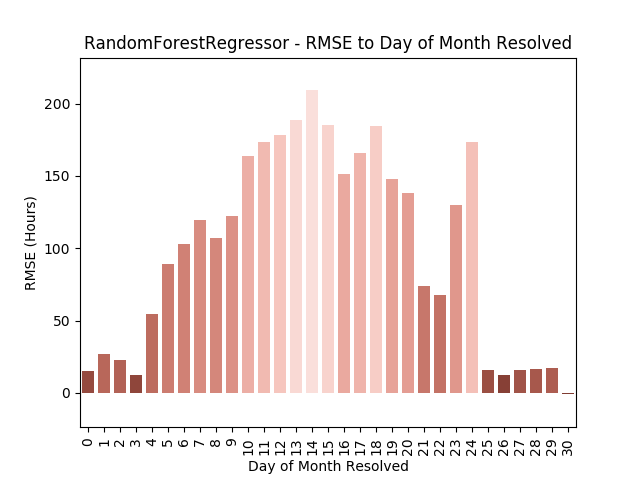 RandomForestRegressor - RMSE to Day of Month Resolved
200
150
100
50
0
RMSE (Hours)
0 1 2 3 4 5 6 7 8 9 10 11 12 13 14 15 16 17 18 19 20 21 22 23 24 25 26 27 28 29 30
Day of Month Resolved